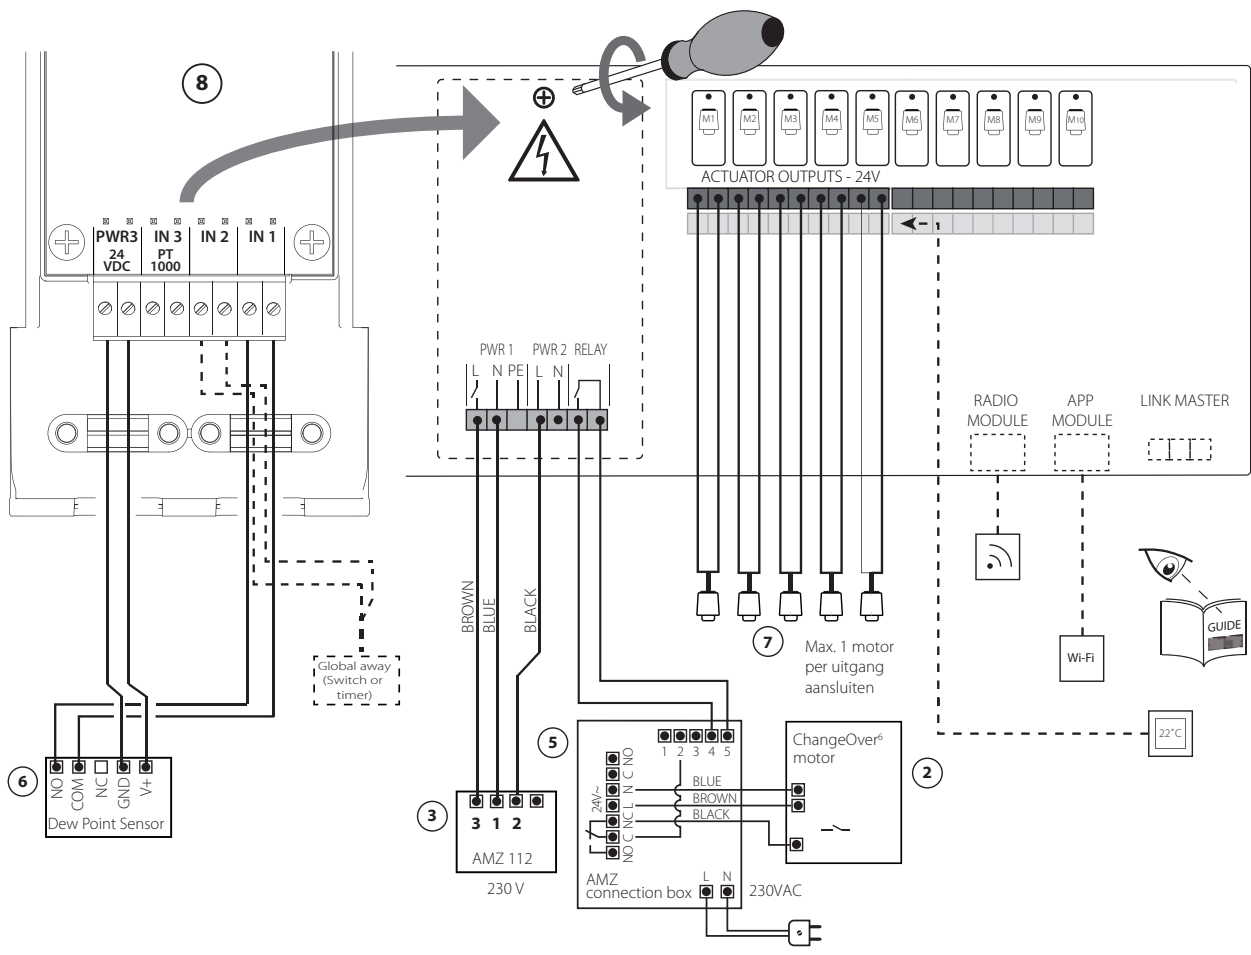 8
M1 M2 M3 M4 M5 M6 M7 M8 M9 M10
ACTUATOR OUTPUTS - 24V
PWR3 IN 3 IN 2 IN 1
24 PT
VDC 1000
PWR 1 PWR 2 RELAY
L N PE L N
RADIO
MODULE
APP
MODULE
LINK MASTER
BROWN
BLUE
BLACK
GUIDE
Wi-Fi
22°C
Global away
(Switch or
timer)
7
Max. 1 motor
per uitgang
aansluiten
6
NO
COM
NC
GND
V+
Dew Point Sensor
3
3 1 2
AMZ 112
230 V
5
1 2 3 4 5
NO C NC L N C NO
24V~
BLUE
BROWN
BLACK
AMZ
connection box
L N
230VAC
ChangeOver⁶
motor
2